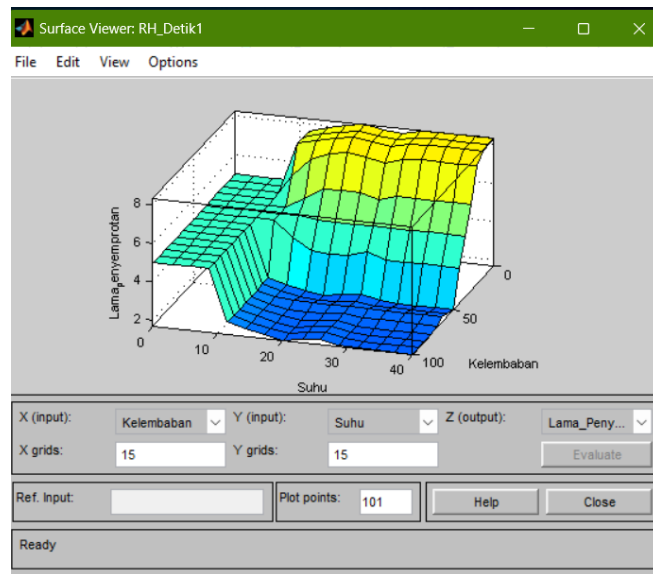 Surface Viewer: RH_Detik1
File Edit View Options
8
6
4
2
Lama_Penyemprotan
0
10
20
30
40
Suhu
100
50
0
Kelembaban
X (input): Kelembaban Y (input): Suhu Z (output): Lama_Peny...
X grids: 15 Y grids: 15 Evaluate
Ref. Input: Plot points: 101 Help Close
Ready